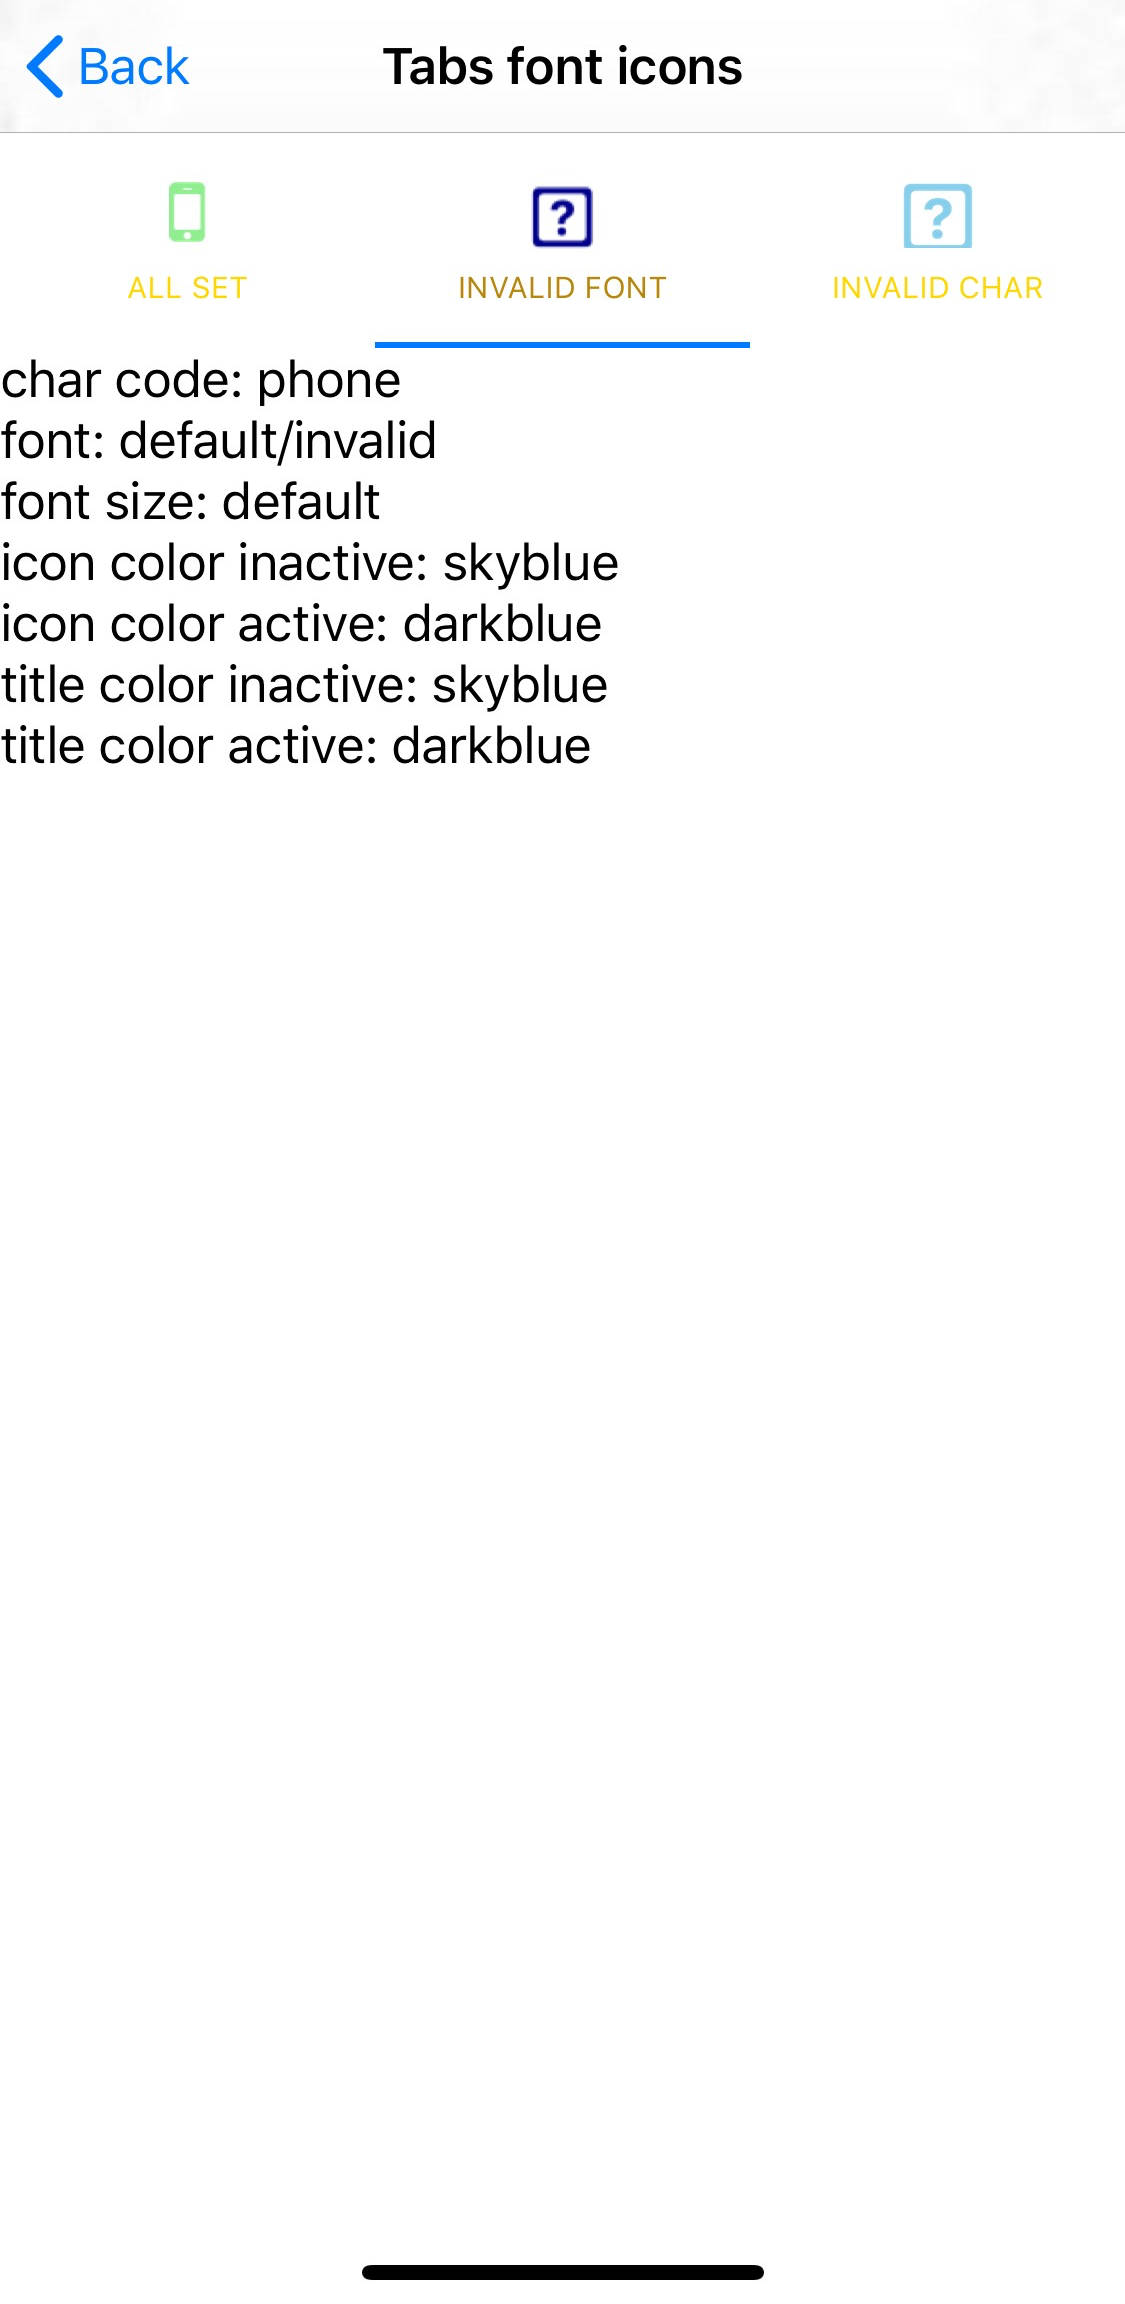 Back
Tabs font icons
ALL SET
INVALID FONT
INVALID CHAR
char code: phone
font: default/invalid
font size: default
icon color inactive: skyblue
icon color active: darkblue
title color inactive: skyblue
title color active: darkblue